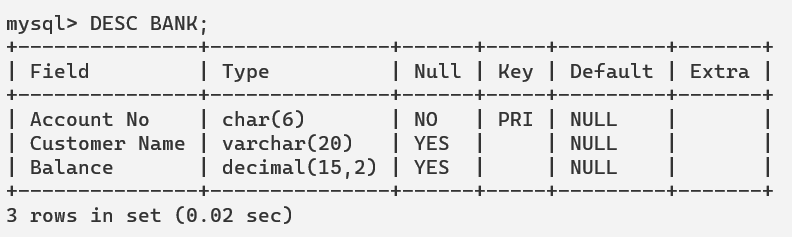 mysql> DESC BANK;
+---------------+---------------+------+-----+---------+-------+
| Field         | Type          | Null | Key | Default | Extra |
+---------------+---------------+------+-----+---------+-------+
| Account No    | char(6)       | NO   | PRI | NULL    |       |
| Customer Name | varchar(20)   | YES  |     | NULL    |       |
| Balance       | decimal(15,2) | YES  |     | NULL    |       |
+---------------+---------------+------+-----+---------+-------+
3 rows in set (0.02 sec)